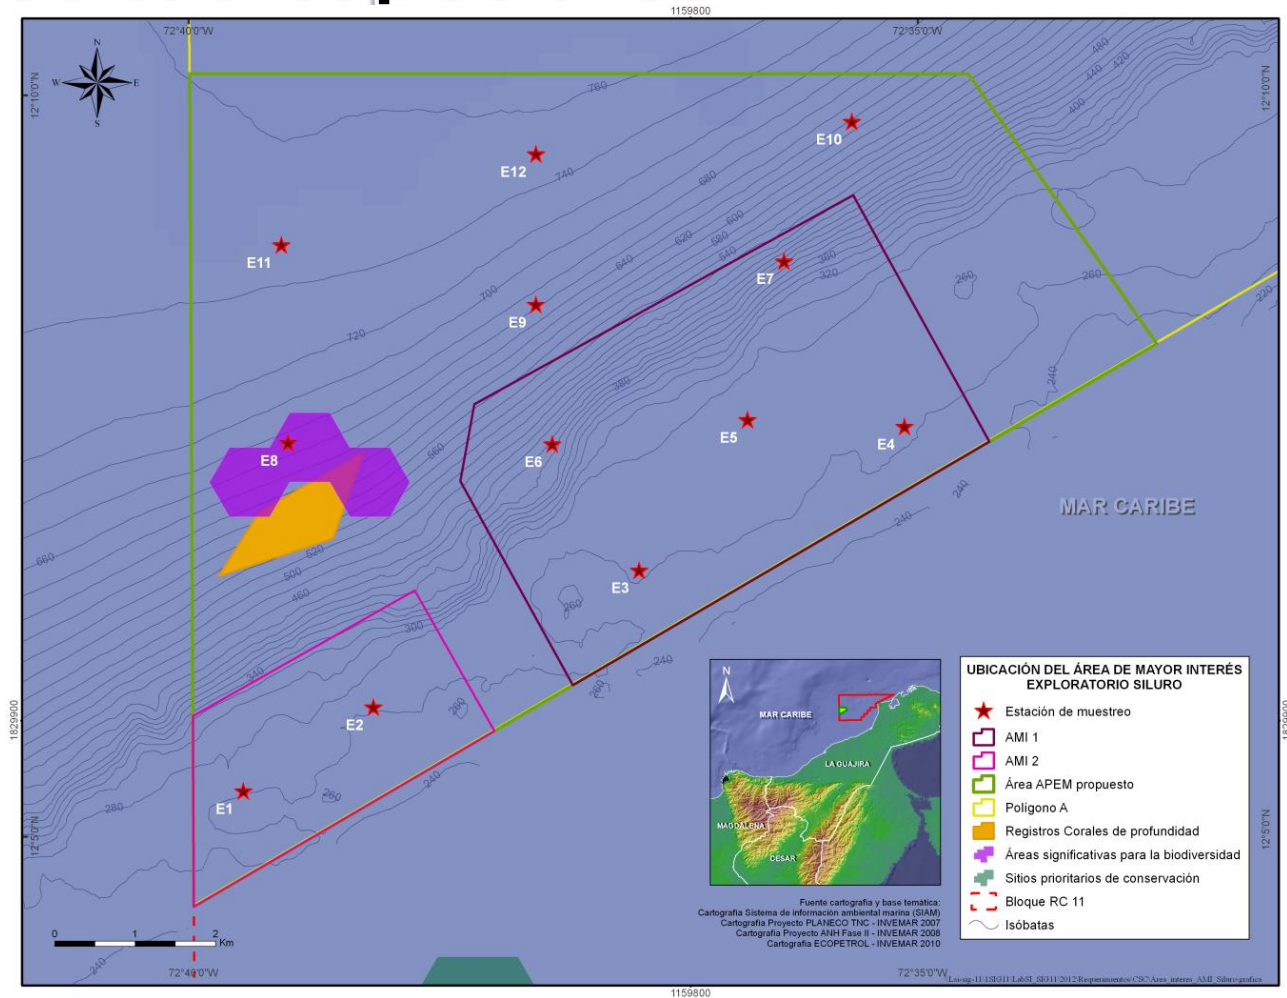 1159800
72°40'0"W
72°35'0"W
N
W
E
S
12°10'0"N
12°10'0"N
760
480
440
420
400
E10
E12
740
680
E11
600
620
580
540
360
320
E7
640
260
260
700
220
E9
720
380
240
E5
E4
E8
560
E6
240
MAR CARIBE
240
660
520
500
E3
460
260
300
340
240
260
E2
260
1829900
1829900
E1
260
240
280
12°5'0"N
12°5'0"N
240
0
1
2
Km
72°40'0"W
72°35'0"W
1159800
N
MAR CARIBE
LA GUAJIRA
MAGDALENA
CESAR
Fuente cartografía y base temática:
Cartografía Sistema de información ambiental marina (SIAM)
Cartografía Proyecto PLANECO TNC - INVEMAR 2007
Cartografía Proyecto ANH Fase II - INVEMAR 2008
Cartografía ECOPETROL - INVEMAR 2010
UBICACIÓN DEL ÁREA DE MAYOR INTERÉS
EXPLORATORIO SILURO
Estación de muestreo
AMI 1
AMI 2
Área APEM propuesto
Polígono A
Registros Corales de profundidad
Áreas significativas para la biodiversidad
Sitios prioritarios de conservación
Bloque RC 11
Isóbatas